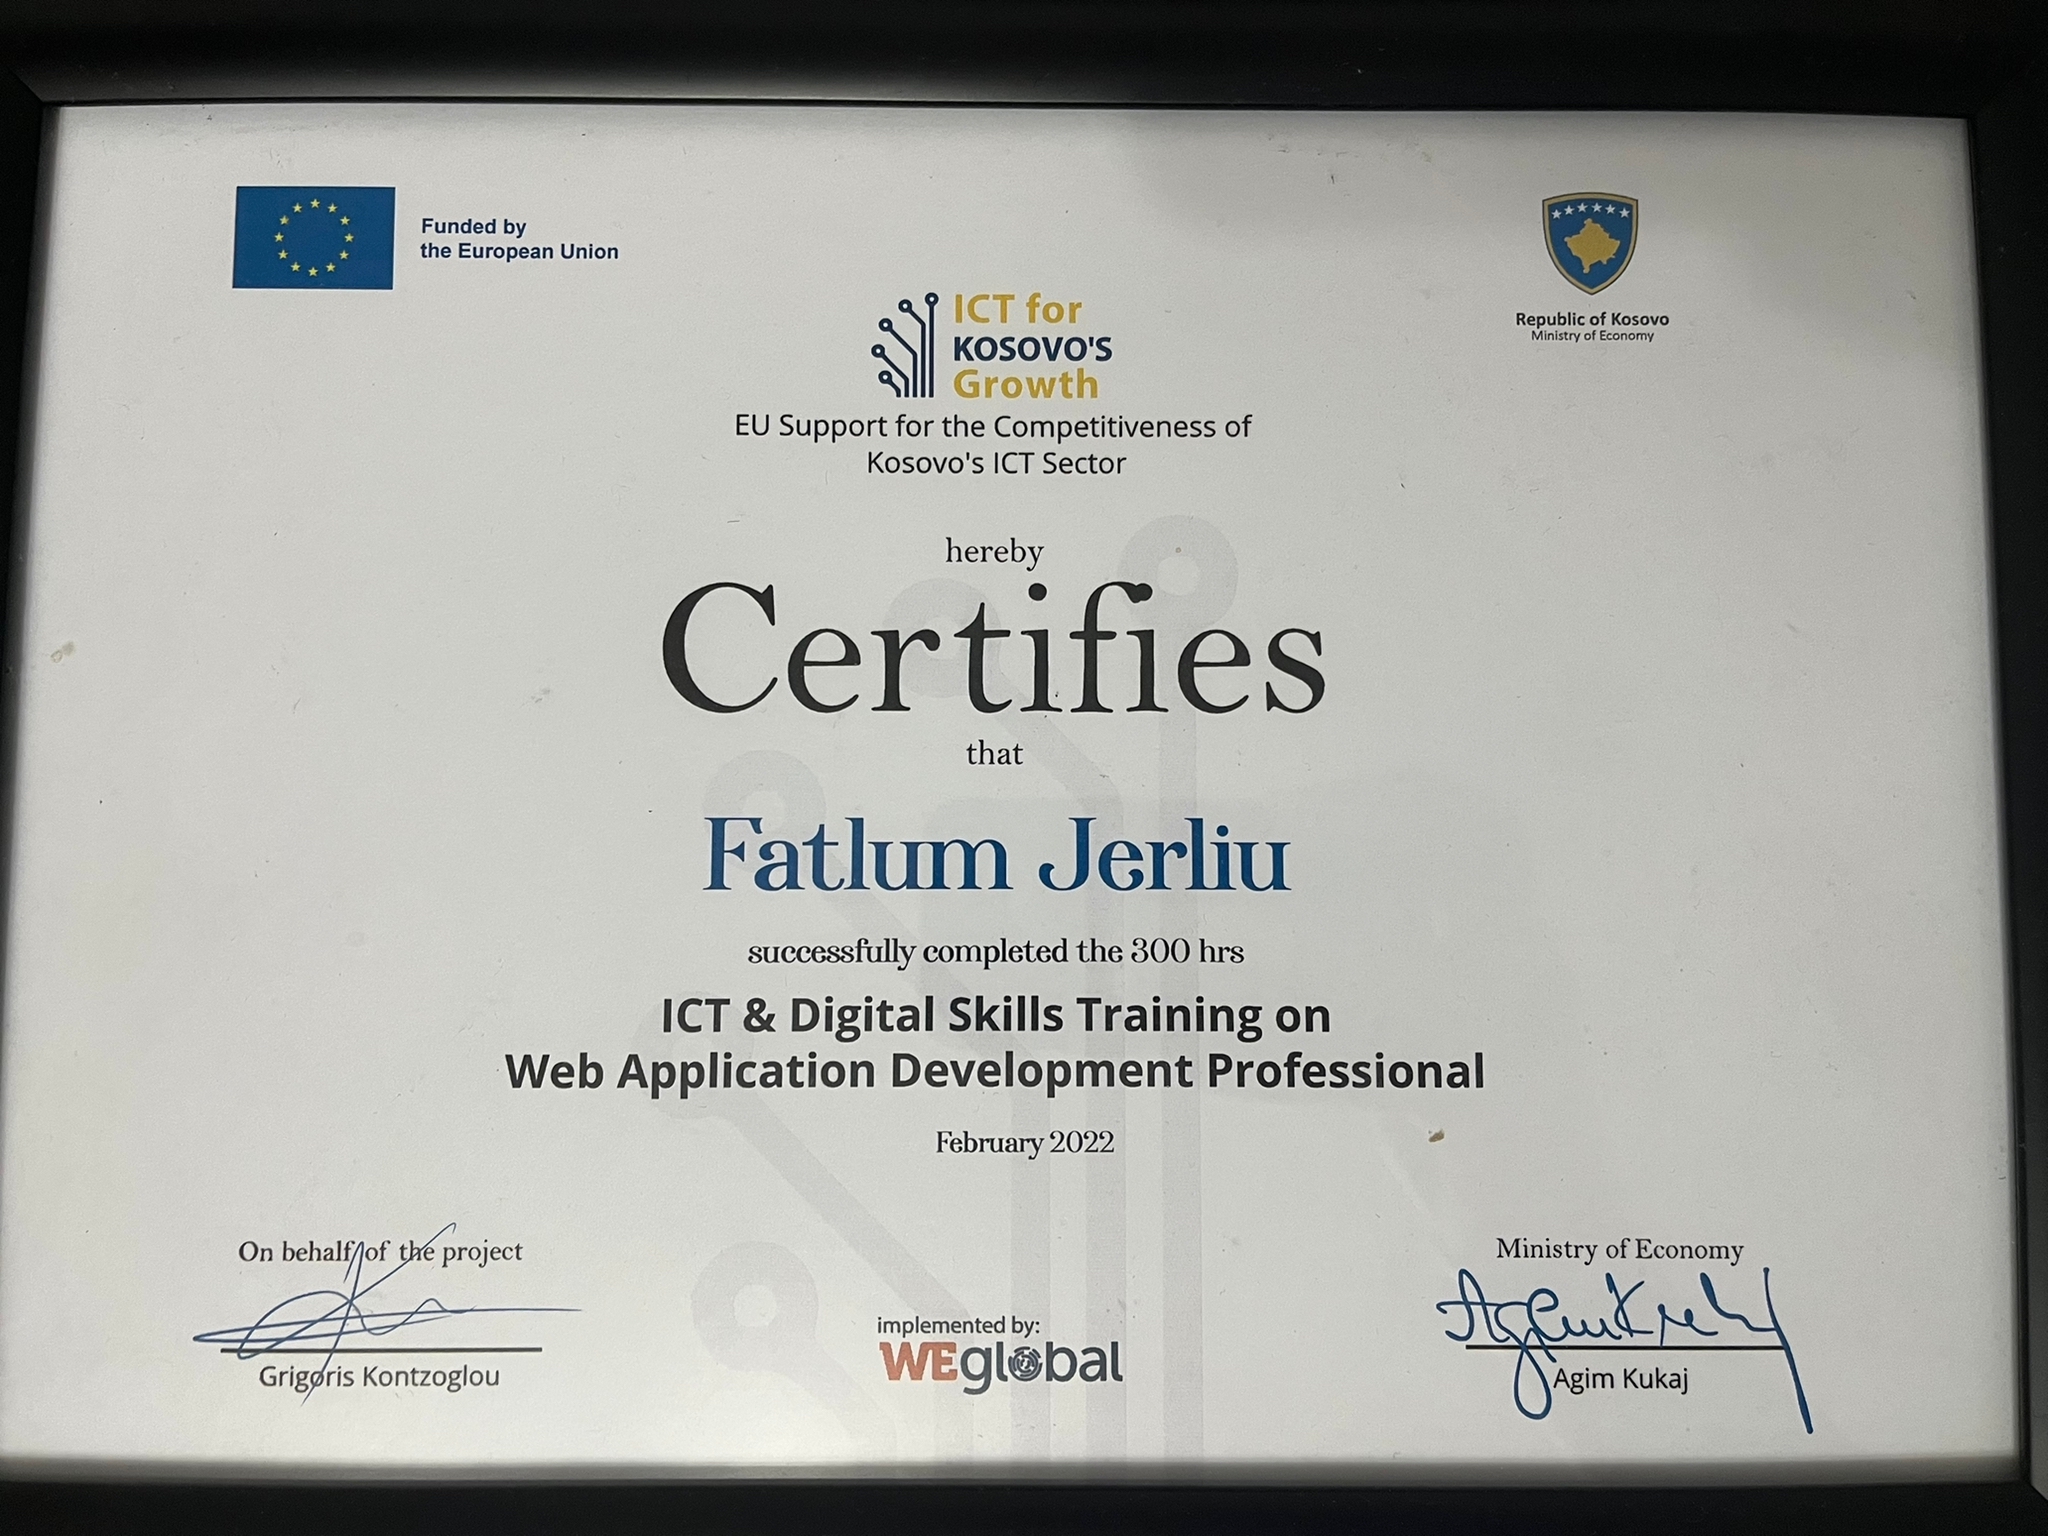 Funded by
the European Union
Republic of Kosovo
Ministry of Economy
ICT for
KOSOVO'S
Growth
EU Support for the Competitiveness of
Kosovo's ICT Sector
hereby
Certifies
that
Fatlum Jerliu
successfully completed the 300 hrs
ICT & Digital Skills Training on
Web Application Development Professional
February 2022
On behalf of the project
Grigoris Kontzoglou
implemented by:
WEglobal
Ministry of Economy
Agim Kukaj
Agim Kukaj